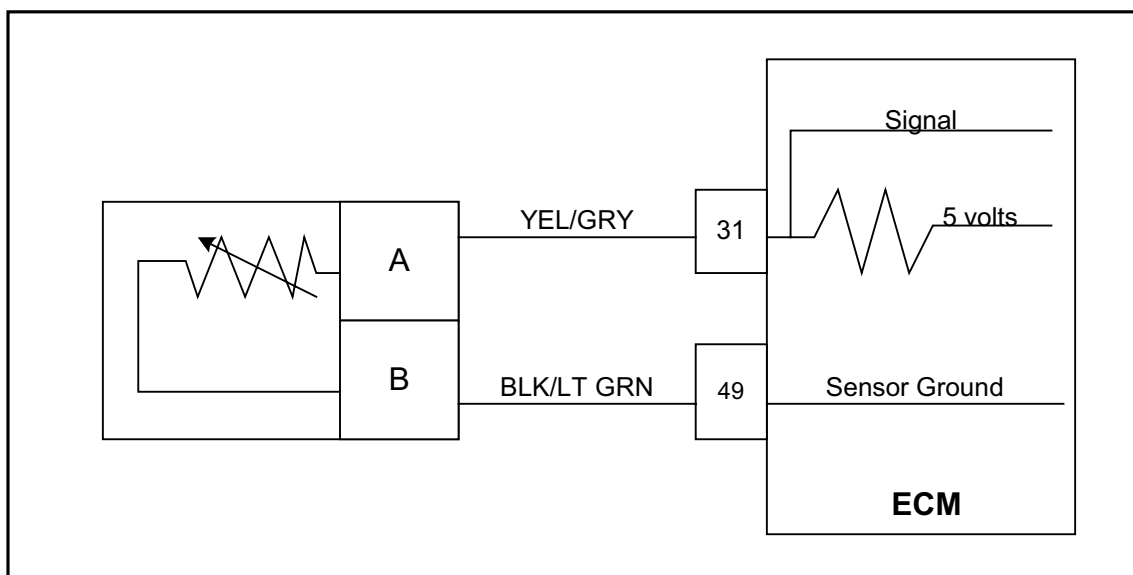 Signal
YEL/GRY
31
5 volts
A
B
BLK/LT GRN
49
Sensor Ground
ECM